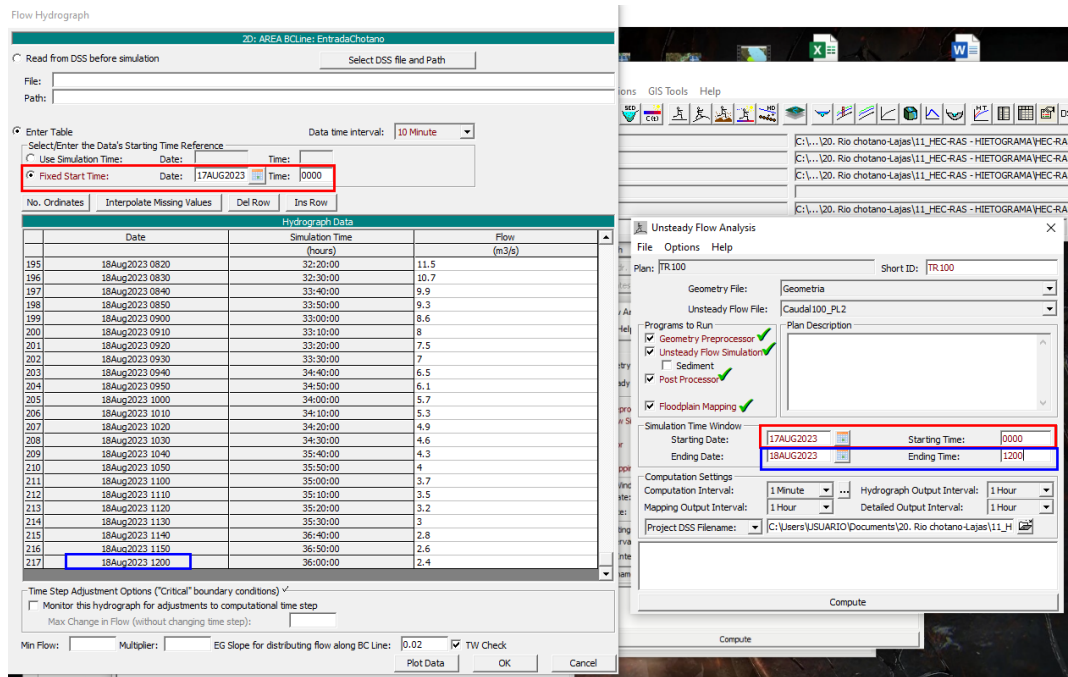 Flow Hydrograph
2D: AREA BCLine: EntradaChotano
Read from DSS before simulation
Select DSS file and Path
File:
Path:
Enter Table
Data time interval: 10 Minute
Select/Enter the Data's Starting Time Reference
Use Simulation Time: Date: Time:
Fixed Start Time: Date: 17AUG2023 Time: 0000
No. Ordinates Interpolate Missing Values Del Row Ins Row
Hydrograph Data
Date Simulation Time Flow
(hours) (m3/s)
195 18Aug2023 0820 32:20:00 11.5
196 18Aug2023 0830 32:30:00 10.7
197 18Aug2023 0840 33:40:00 9.9
198 18Aug2023 0850 33:50:00 9.3
199 18Aug2023 0900 33:00:00 8.6
200 18Aug2023 0910 33:10:00 8
201 18Aug2023 0920 33:20:00 7.5
202 18Aug2023 0930 33:30:00 7
203 18Aug2023 0940 34:40:00 6.5
204 18Aug2023 0950 34:50:00 6.1
205 18Aug2023 1000 34:00:00 5.7
206 18Aug2023 1010 34:10:00 5.3
207 18Aug2023 1020 34:20:00 4.9
208 18Aug2023 1030 34:30:00 4.6
209 18Aug2023 1040 35:40:00 4.3
210 18Aug2023 1050 35:50:00 4
211 18Aug2023 1100 35:00:00 3.7
212 18Aug2023 1110 35:10:00 3.5
213 18Aug2023 1120 35:20:00 3.2
214 18Aug2023 1130 35:30:00 3
215 18Aug2023 1140 36:40:00 2.8
216 18Aug2023 1150 36:50:00 2.6
217 18Aug2023 1200 36:00:00 2.4
Time Step Adjustment Options ("Critical" boundary conditions)
Monitor this hydrograph for adjustments to computational time step
Max Change in Flow (without changing time step):
Min Flow: Multiplier: EG Slope for distributing flow along BC Line: 0.02 TW Check
Plot Data OK Cancel
ions GIS Tools Help
C:\...\20. Rio chotano-Lajas\11_HEC-RAS - HIETOGRAMA\HEC-RA
C:\...\20. Rio chotano-Lajas\11_HEC-RAS - HIETOGRAMA\HEC-RA
C:\...\20. Rio chotano-Lajas\11_HEC-RAS - HIETOGRAMA\HEC-RA
C:\...\20. Rio chotano-Lajas\11_HEC-RAS - HIETOGRAMA\HEC-RA
Unsteady Flow Analysis
File Options Help
Plan: TR100 Short ID: TR100
Geometry File: Geometria
Unsteady Flow File: Caudal100_PL2
Programs to Run
Geometry Preprocessor
Unsteady Flow Simulation
Sediment
Post Processor
Floodplain Mapping
Plan Description
Simulation Time Window
Starting Date: 17AUG2023 Starting Time: 0000
Ending Date: 18AUG2023 Ending Time: 1200
Computation Settings
Computation Interval: 1 Minute ... Hydrograph Output Interval: 1 Hour
Mapping Output Interval: 1 Hour Detailed Output Interval: 1 Hour
Project DSS Filename: C:\Users\USUARIO\Documents\20. Rio chotano-Lajas\11_H
Compute
Compute